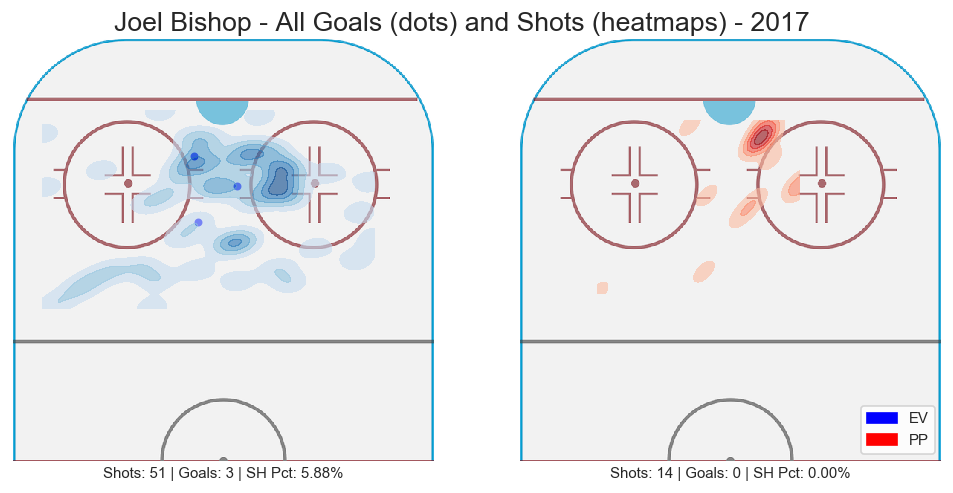 Joel Bishop - All Goals (dots) and Shots (heatmaps) - 2017
EV
PP
Shots: 51 | Goals: 3 | SH Pct: 5.88%
Shots: 14 | Goals: 0 | SH Pct: 0.00%